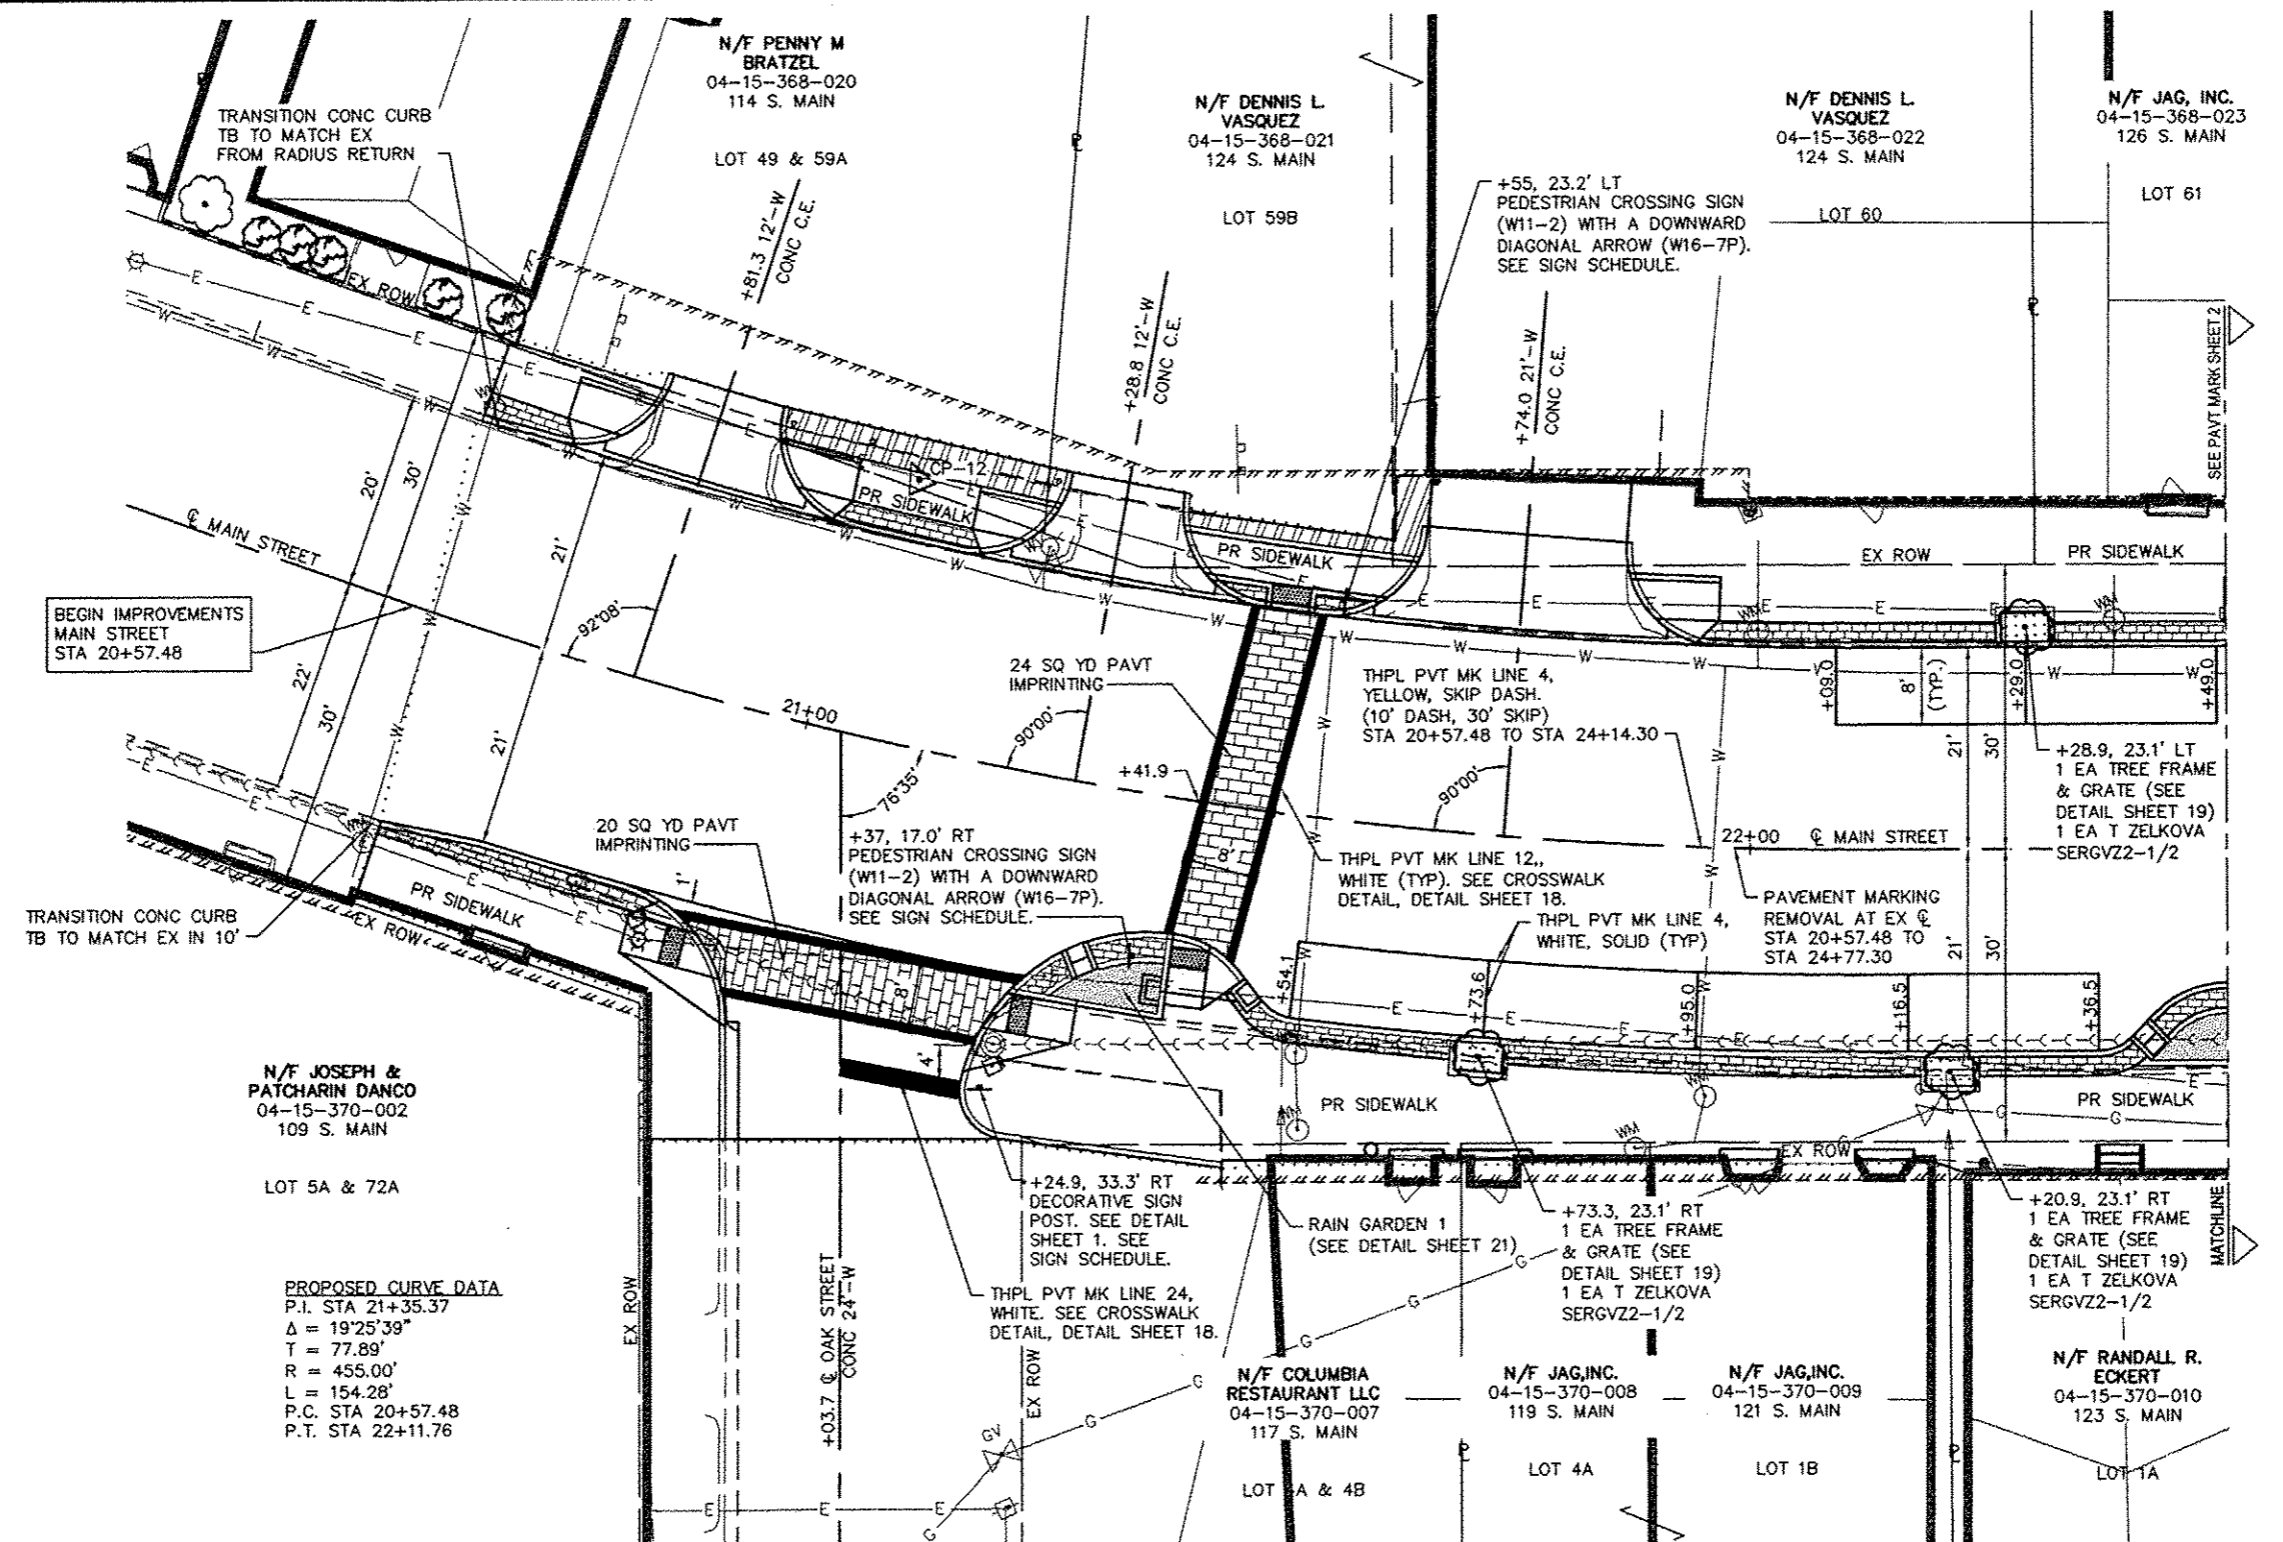 N/F PENNY M
BRATZEL
04-15-368-020
114 S. MAIN
LOT 49 & 59A
N/F DENNIS L.
VASQUEZ
04-15-368-021
124 S. MAIN
LOT 59B
N/F DENNIS L.
VASQUEZ
04-15-368-022
124 S. MAIN
LOT 60
N/F JAG, INC.
04-15-368-023
126 S. MAIN
LOT 61
TRANSITION CONC CURB
TB TO MATCH EX
FROM RADIUS RETURN
+55, 23.2' LT
PEDESTRIAN CROSSING SIGN
(W11-2) WITH A DOWNWARD
DIAGONAL ARROW (W16-7P).
SEE SIGN SCHEDULE.
+81.3 12'-W
CONC C.E.
+28.8 12'-W
CONC C.E.
+74.0 21'-W
CONC C.E.
SEE PAVT MARK SHEET 2
EX ROW
CP-12
PR SIDEWALK
PR SIDEWALK
EX ROW
PR SIDEWALK
20'
30'
21'
℄ MAIN STREET
92°08'
BEGIN IMPROVEMENTS
MAIN STREET
STA 20+57.48
22'
30'
21'
21+00
90°00'
76°35'
24 SQ YD PAVT
IMPRINTING
+41.9
THPL PVT MK LINE 4,
YELLOW, SKIP DASH.
(10' DASH, 30' SKIP)
STA 20+57.48 TO STA 24+14.30
90°00'
+09.0
8'
(TYP.)
+29.0
+49.0
21'
30'
+28.9, 23.1' LT
1 EA TREE FRAME
& GRATE (SEE
DETAIL SHEET 19)
1 EA T ZELKOVA
SERGVZ2-1/2
22+00 ℄ MAIN STREET
20 SQ YD PAVT
IMPRINTING
1'
+37, 17.0' RT
PEDESTRIAN CROSSING SIGN
(W11-2) WITH A DOWNWARD
DIAGONAL ARROW (W16-7P).
SEE SIGN SCHEDULE.
8'
THPL PVT MK LINE 12,,
WHITE (TYP). SEE CROSSWALK
DETAIL, DETAIL SHEET 18.
THPL PVT MK LINE 4,
WHITE, SOLID (TYP)
PAVEMENT MARKING
REMOVAL AT EX ℄
STA 20+57.48 TO
STA 24+77.30
21'
30'
TRANSITION CONC CURB
TB TO MATCH EX IN 10'
PR SIDEWALK
EX ROW
8'
4'
+54.1
+73.6
+95.0
+16.5
+36.5
PR SIDEWALK
PR SIDEWALK
WM
EX ROW
N/F JOSEPH &
PATCHARIN DANCO
04-15-370-002
109 S. MAIN
LOT 5A & 72A
+24.9, 33.3' RT
DECORATIVE SIGN
POST. SEE DETAIL
SHEET 1. SEE
SIGN SCHEDULE.
RAIN GARDEN 1
(SEE DETAIL SHEET 21)
+73.3, 23.1' RT
1 EA TREE FRAME
& GRATE (SEE
DETAIL SHEET 19)
1 EA T ZELKOVA
SERGVZ2-1/2
+20.9, 23.1' RT
1 EA TREE FRAME
& GRATE (SEE
DETAIL SHEET 19)
1 EA T ZELKOVA
SERGVZ2-1/2
MATCHLINE
PROPOSED CURVE DATA
P.I. STA 21+35.37
Δ = 19°25'39"
T = 77.89'
R = 455.00'
L = 154.28'
P.C. STA 20+57.48
P.T. STA 22+11.76
EX ROW
+03.7 ℄ OAK STREET
CONC 24"-W
EX ROW
THPL PVT MK LINE 24,
WHITE. SEE CROSSWALK
DETAIL, DETAIL SHEET 18.
GV
N/F COLUMBIA
RESTAURANT LLC
04-15-370-007
117 S. MAIN
LOT A & 4B
N/F JAG,INC.
04-15-370-008
119 S. MAIN
LOT 4A
N/F JAG,INC.
04-15-370-009
121 S. MAIN
LOT 1B
N/F RANDALL R.
ECKERT
04-15-370-010
123 S. MAIN
LOT 1A